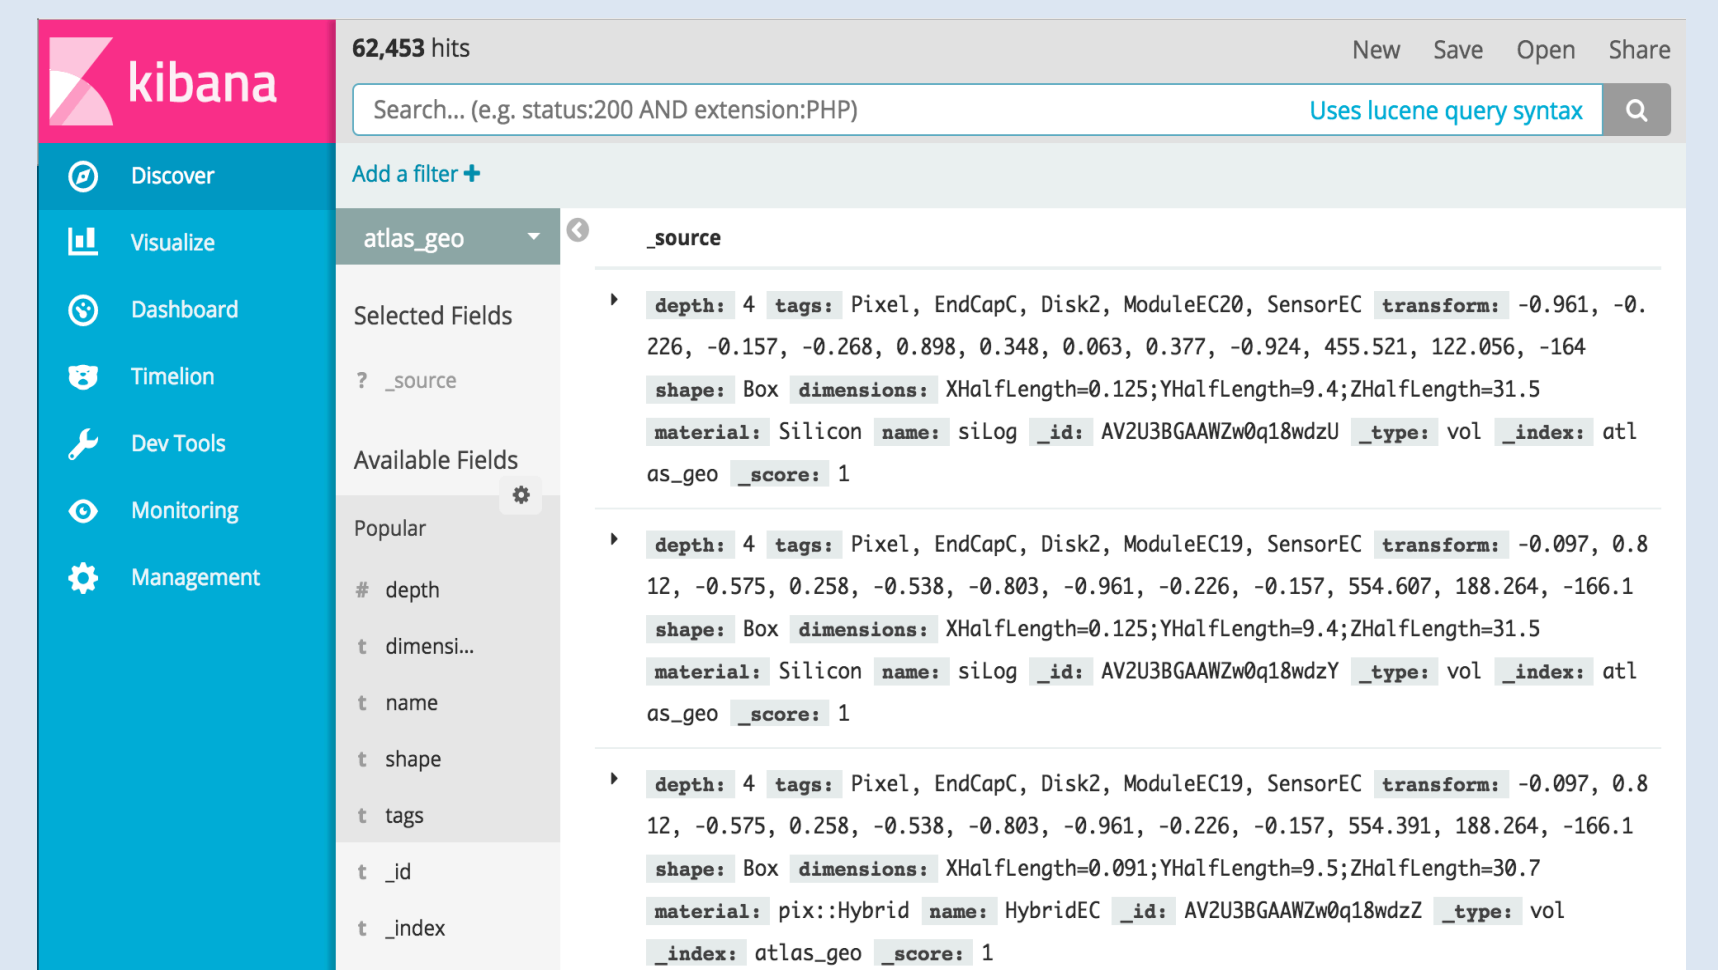 kibana
62,453 hits
New Save Open Share
Search... (e.g. status:200 AND extension:PHP) Uses lucene query syntax
Add a filter
Discover
Visualize
Dashboard
Timelion
Dev Tools
Monitoring
Management
atlas_geo
Selected Fields
? _source
Available Fields
Popular
# depth
t dimensi...
t name
t shape
t tags
t _id
t _index
_source
depth: 4 tags: Pixel, EndCapC, Disk2, ModuleEC20, SensorEC transform: -0.961, -0.
226, -0.157, -0.268, 0.898, 0.348, 0.063, 0.377, -0.924, 455.521, 122.056, -164
shape: Box dimensions: XHalfLength=0.125;YHalfLength=9.4;ZHalfLength=31.5
material: Silicon name: siLog _id: AV2U3BGAAWZw0q18wdzU _type: vol _index: atl
as_geo _score: 1
depth: 4 tags: Pixel, EndCapC, Disk2, ModuleEC19, SensorEC transform: -0.097, 0.8
12, -0.575, 0.258, -0.538, -0.803, -0.961, -0.226, -0.157, 554.607, 188.264, -166.1
shape: Box dimensions: XHalfLength=0.125;YHalfLength=9.4;ZHalfLength=31.5
material: Silicon name: siLog _id: AV2U3BGAAWZw0q18wdzY _type: vol _index: atl
as_geo _score: 1
depth: 4 tags: Pixel, EndCapC, Disk2, ModuleEC19, SensorEC transform: -0.097, 0.8
12, -0.575, 0.258, -0.538, -0.803, -0.961, -0.226, -0.157, 554.391, 188.264, -166.1
shape: Box dimensions: XHalfLength=0.091;YHalfLength=9.5;ZHalfLength=30.7
material: pix::Hybrid name: HybridEC _id: AV2U3BGAAWZw0q18wdzZ _type: vol
_index: atlas_geo _score: 1